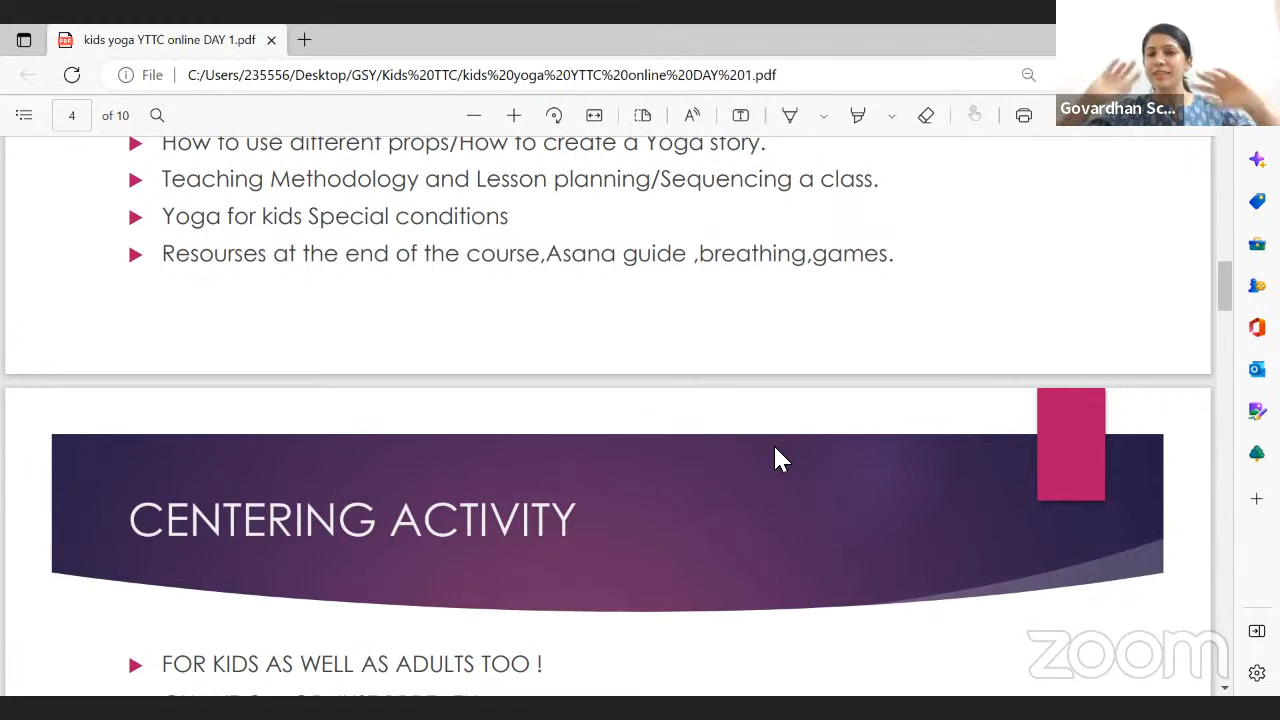 kids yoga YTTC online DAY 1.pdf
File
C:/Users/235556/Desktop/GSY/Kids%20TTC/kids%20yoga%20YTTC%20online%20DAY%201.pdf
Govardhan Sc...
4 of 10
How to use different props/How to create a Yoga story.
Teaching Methodology and Lesson planning/Sequencing a class.
Yoga for kids Special conditions
Resourses at the end of the course,Asana guide ,breathing,games.
CENTERING ACTIVITY
FOR KIDS AS WELL AS ADULTS TOO !
zoom